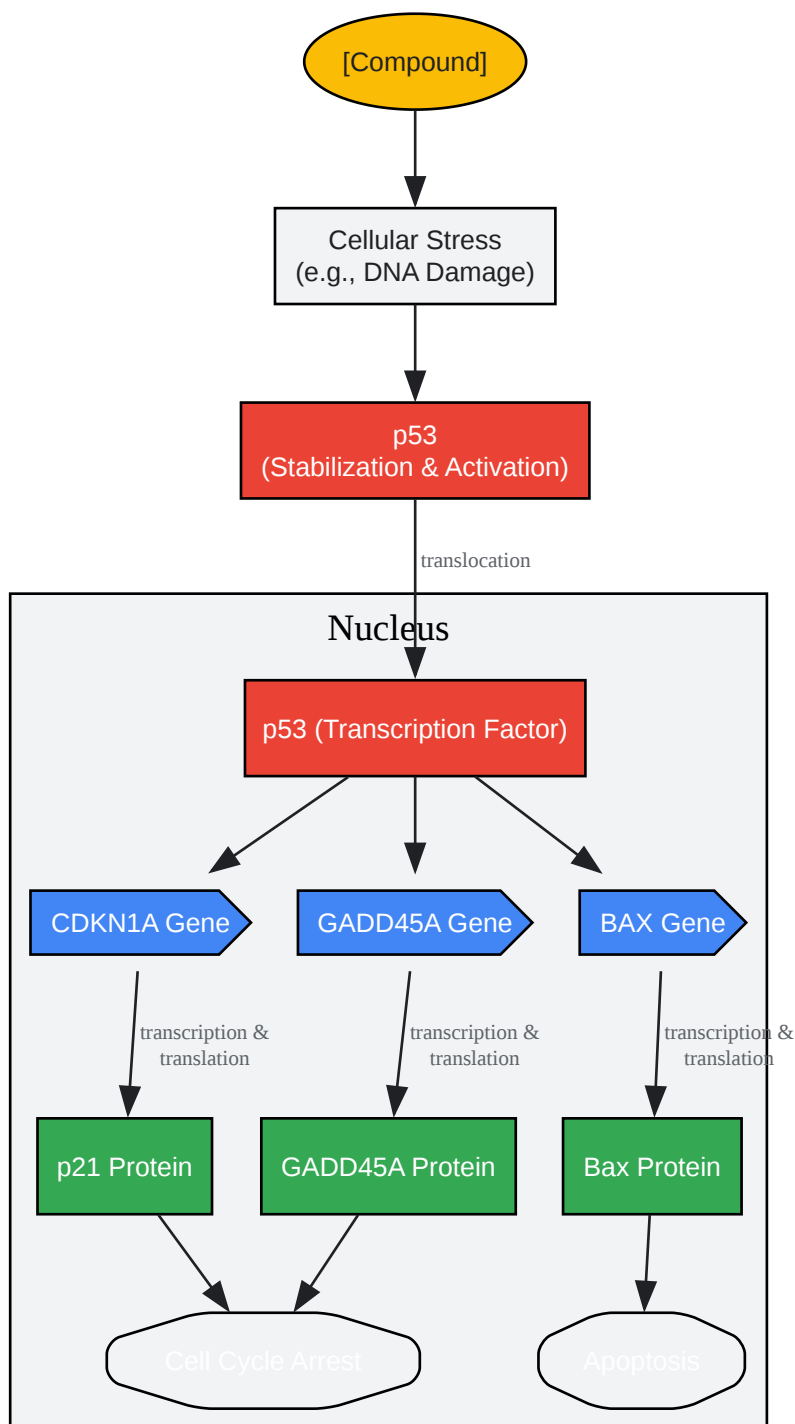 [Compound]
Cellular Stress
(e.g., DNA Damage)
p53
(Stabilization & Activation)
translocation
Nucleus
p53 (Transcription Factor)
CDKN1A Gene
GADD45A Gene
BAX Gene
transcription &
translation
transcription &
translation
transcription &
translation
p21 Protein
GADD45A Protein
Bax Protein
Cell Cycle Arrest
Apoptosis